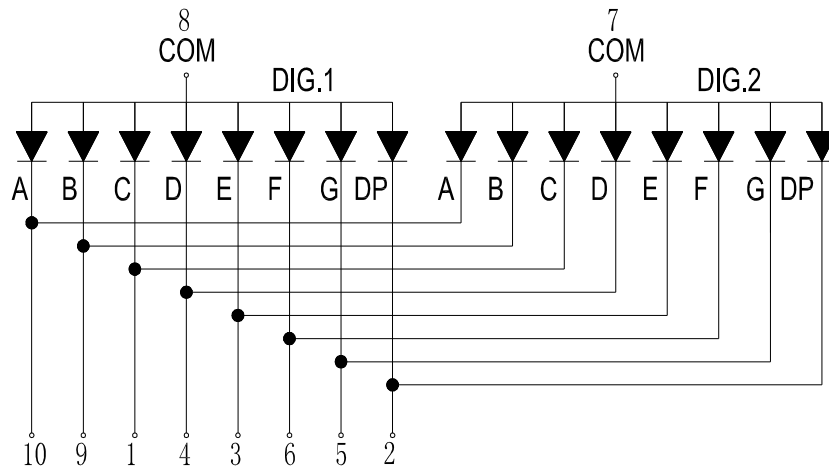 8 7
COM COM
DIG.1 DIG.2
A B C D E F G DP A B C D E F G DP
10 9 1 4 3 6 5 2